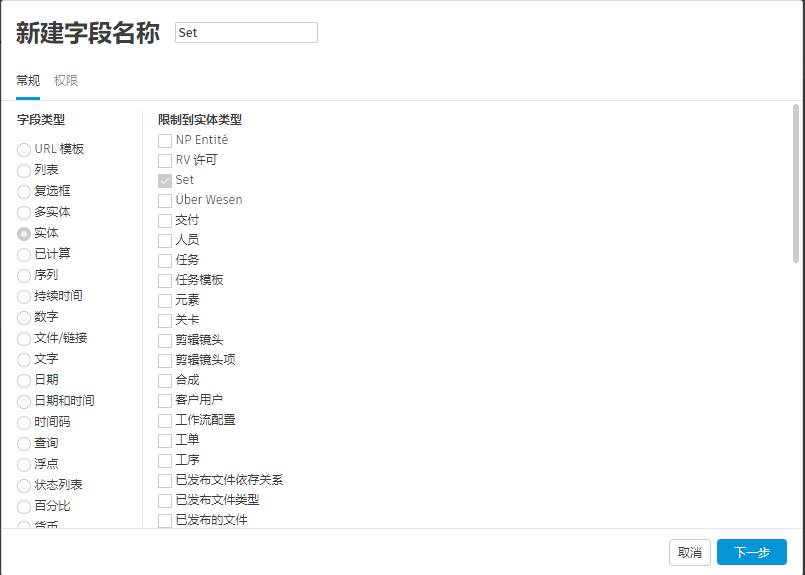 新建字段名称 Set
常规 权限
字段类型
URL 模板
列表
复选框
多实体
实体
已计算
序列
持续时间
数字
文件/链接
文字
日期
日期和时间
时间码
查询
浮点
状态列表
百分比
货币
限制到实体类型
NP Entité
RV 许可
Set
Über Wesen
交付
人员
任务
任务模板
元素
关卡
剪辑镜头
剪辑镜头项
合成
客户用户
工作流配置
工单
工序
已发布文件依存关系
已发布文件类型
已发布的文件
取消 下一步